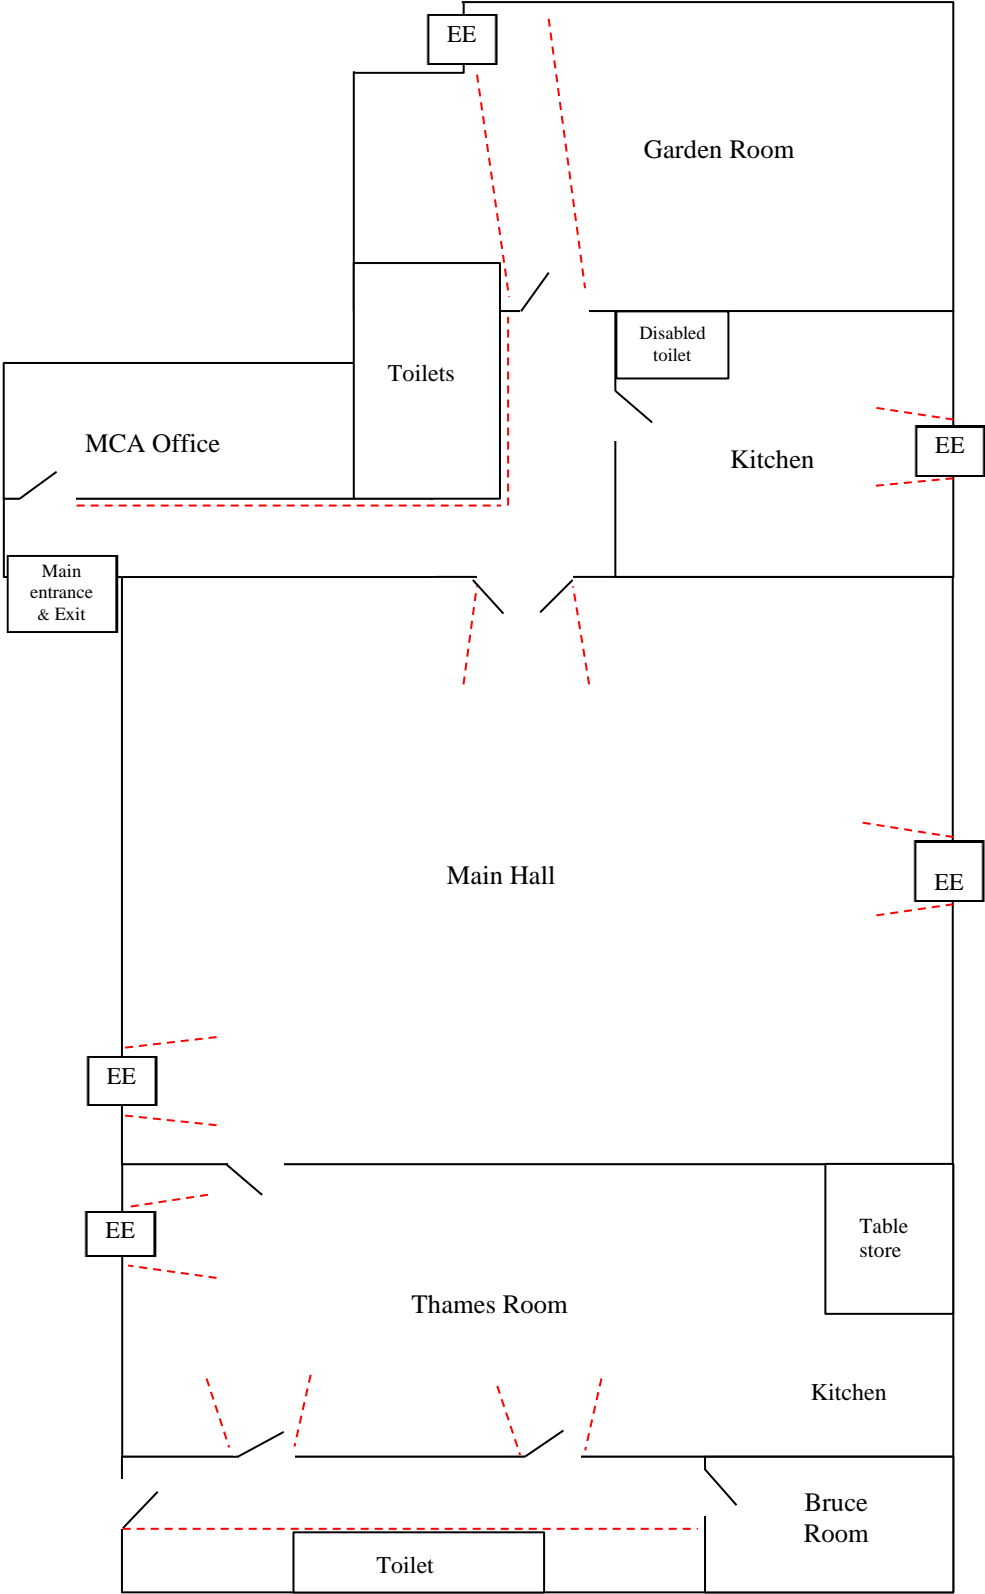 EE
Garden Room
Disabled
toilet
Toilets
MCA Office
Kitchen
EE
Main
entrance
& Exit
Main Hall
EE
EE
EE
Table
store
Thames Room
Kitchen
Bruce
Room
Toilet